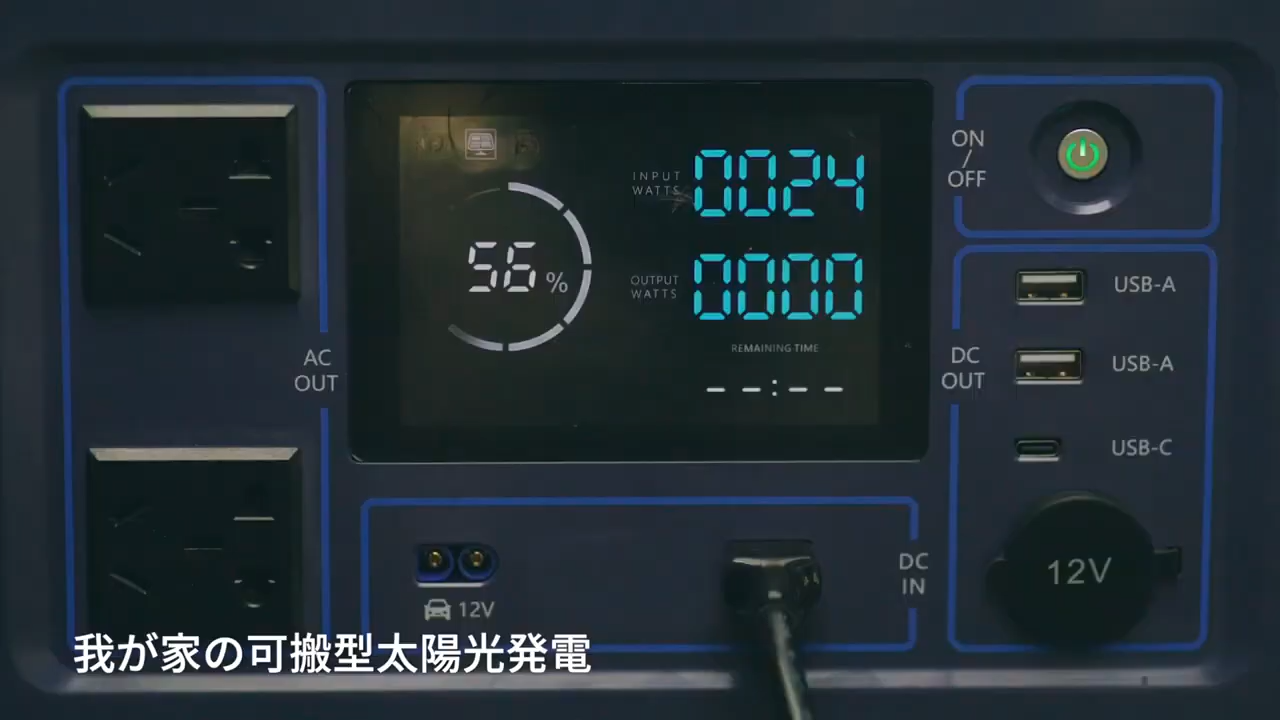 INPUT
WATTS
0024
56%
OUTPUT
WATTS
0000
REMAINING TIME
--:--
AC
OUT
ON
/
OFF
DC
OUT
USB-A
USB-A
USB-C
12V
12V
DC
IN
我が家の可搬型太陽光発電